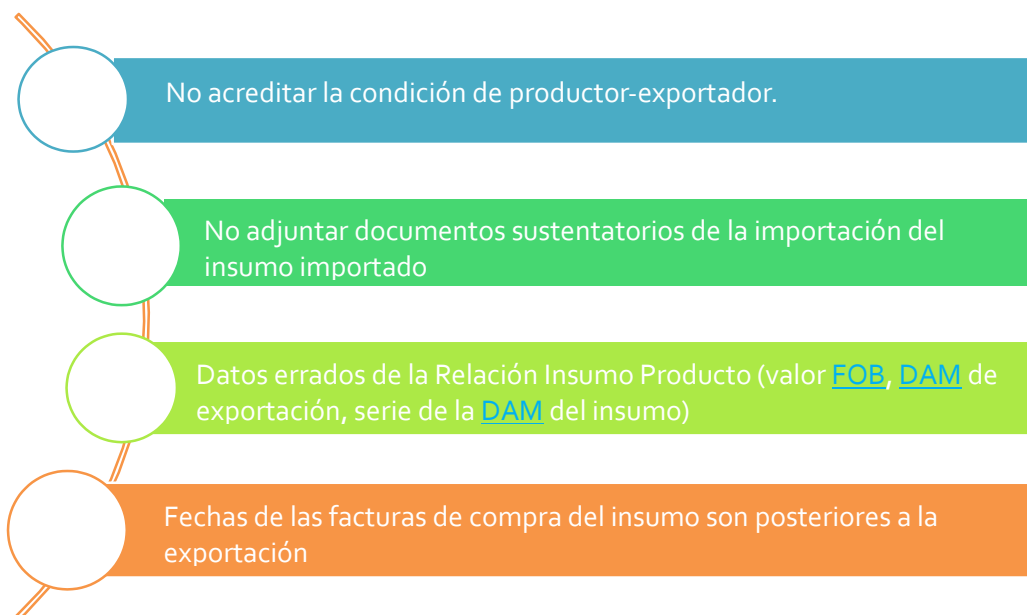 No acreditar la condición de productor-exportador.
No adjuntar documentos sustentatorios de la importación del
insumo importado
Datos errados de la Relación Insumo Producto (valor FOB, DAM de
exportación, serie de la DAM del insumo)
Fechas de las facturas de compra del insumo son posteriores a la
exportación